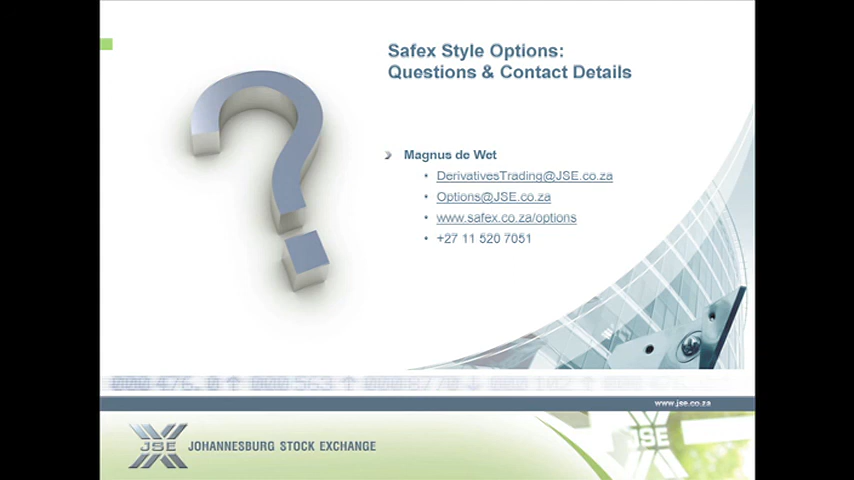 Safex Style Options:
Questions & Contact Details
Magnus de Wet
DerivativesTrading@JSE.co.za
Options@JSE.co.za
www.safex.co.za/options
+27 11 520 7051
www.jse.co.za
JSE
JOHANNESBURG STOCK EXCHANGE
JSE